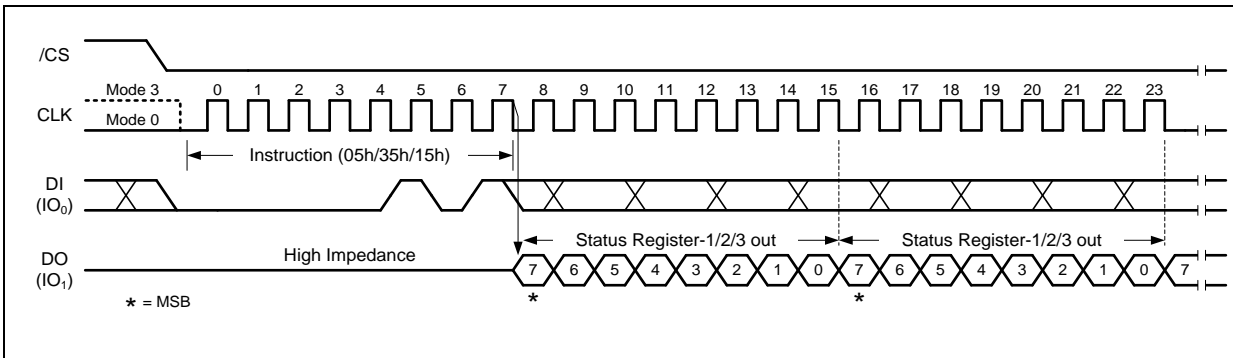 /CS
Mode 3 0 1 2 3 4 5 6 7 8 9 10 11 12 13 14 15 16 17 18 19 20 21 22 23
CLK
Mode 0
Instruction (05h/35h/15h)
DI
(IO₀)
Status Register-1/2/3 out Status Register-1/2/3 out
High Impedance
DO
(IO₁)
7 6 5 4 3 2 1 0 7 6 5 4 3 2 1 0 7
* *
* = MSB